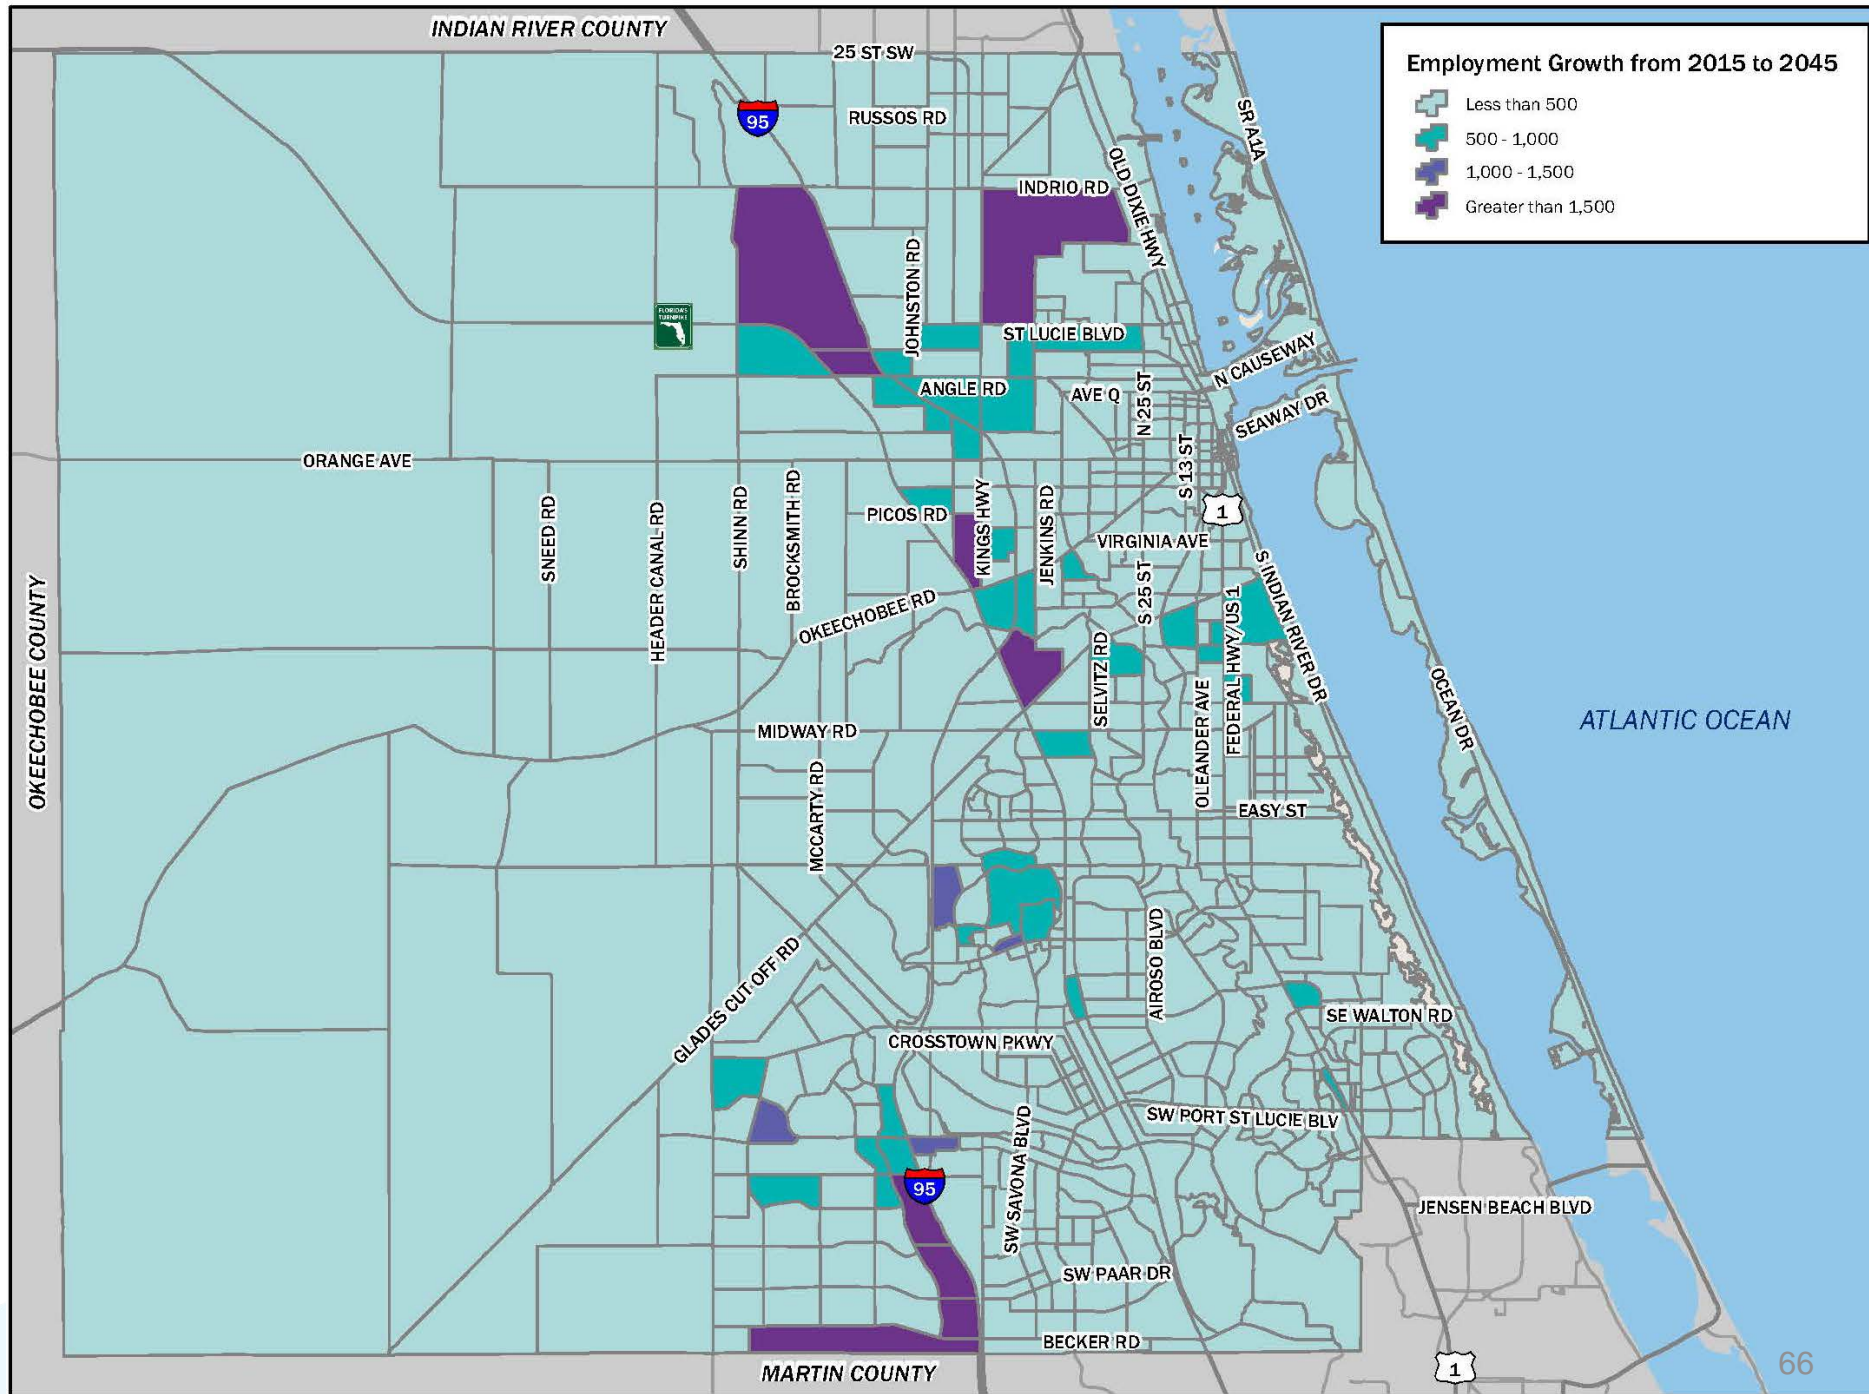 INDIAN RIVER COUNTY
25 ST SW
Employment Growth from 2015 to 2045
Less than 500
500 - 1,000
1,000 - 1,500
Greater than 1,500
95
RUSSOS RD
SR A1A
OLD DIXIE HWY
INDRIO RD
JOHNSTON RD
FLORIDA'S
TURNPIKE
ST LUCIE BLVD
N CAUSEWAY
ANGLE RD
AVE Q
N 25 ST
SEAWAY DR
ORANGE AVE
S 13 ST
SNEED RD
HEADER CANAL RD
SHINN RD
BROCKSMITH RD
PICOS RD
KINGS HWY
JENKINS RD
1
VIRGINIA AVE
OKEECHOBEE COUNTY
OKEECHOBEE RD
S 25 ST
S INDIAN RIVER DR
FEDERAL HWY/US 1
SELVITZ RD
OLEANDER AVE
OCEAN DR
ATLANTIC OCEAN
MIDWAY RD
MCCARTY RD
EASY ST
GLADES CUT OFF RD
AIROSO BLVD
SE WALTON RD
CROSSTOWN PKWY
SW PORT ST LUCIE BLV
SW SAVONA BLVD
95
JENSEN BEACH BLVD
SW PAAR DR
BECKER RD
MARTIN COUNTY
1
66